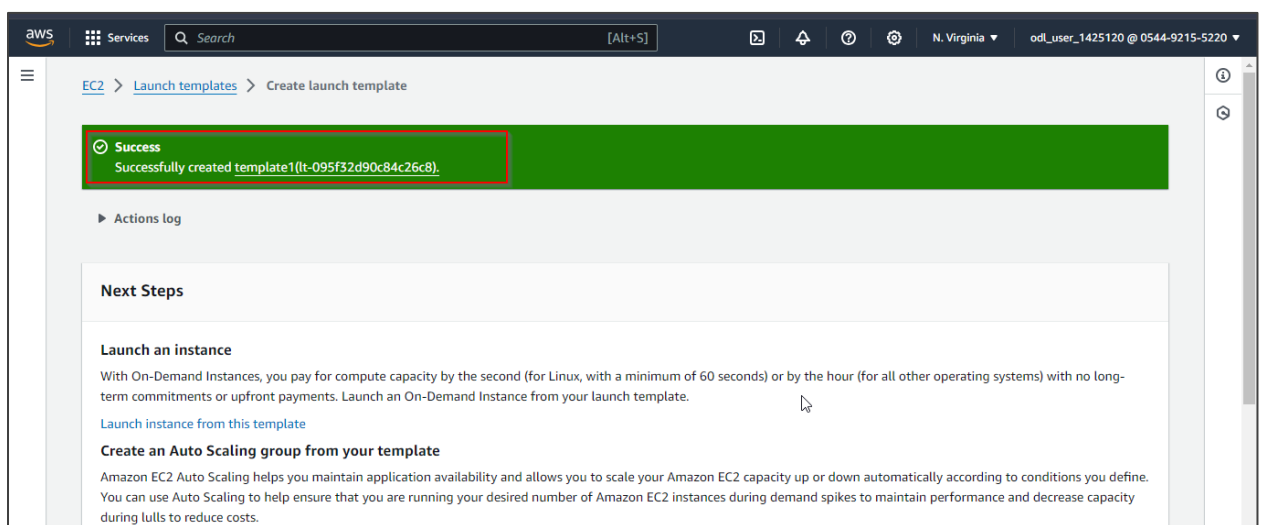 aws Services Search [Alt+S] N. Virginia odl_user_1425120 @ 0544-9215-5220
EC2 > Launch templates > Create launch template
Success
Successfully created template1(lt-095f32d90c84c26c8).
Actions log
Next Steps
Launch an instance
With On-Demand Instances, you pay for compute capacity by the second (for Linux, with a minimum of 60 seconds) or by the hour (for all other operating systems) with no long-
term commitments or upfront payments. Launch an On-Demand Instance from your launch template.
Launch instance from this template
Create an Auto Scaling group from your template
Amazon EC2 Auto Scaling helps you maintain application availability and allows you to scale your Amazon EC2 capacity up or down automatically according to conditions you define.
You can use Auto Scaling to help ensure that you are running your desired number of Amazon EC2 instances during demand spikes to maintain performance and decrease capacity
during lulls to reduce costs.